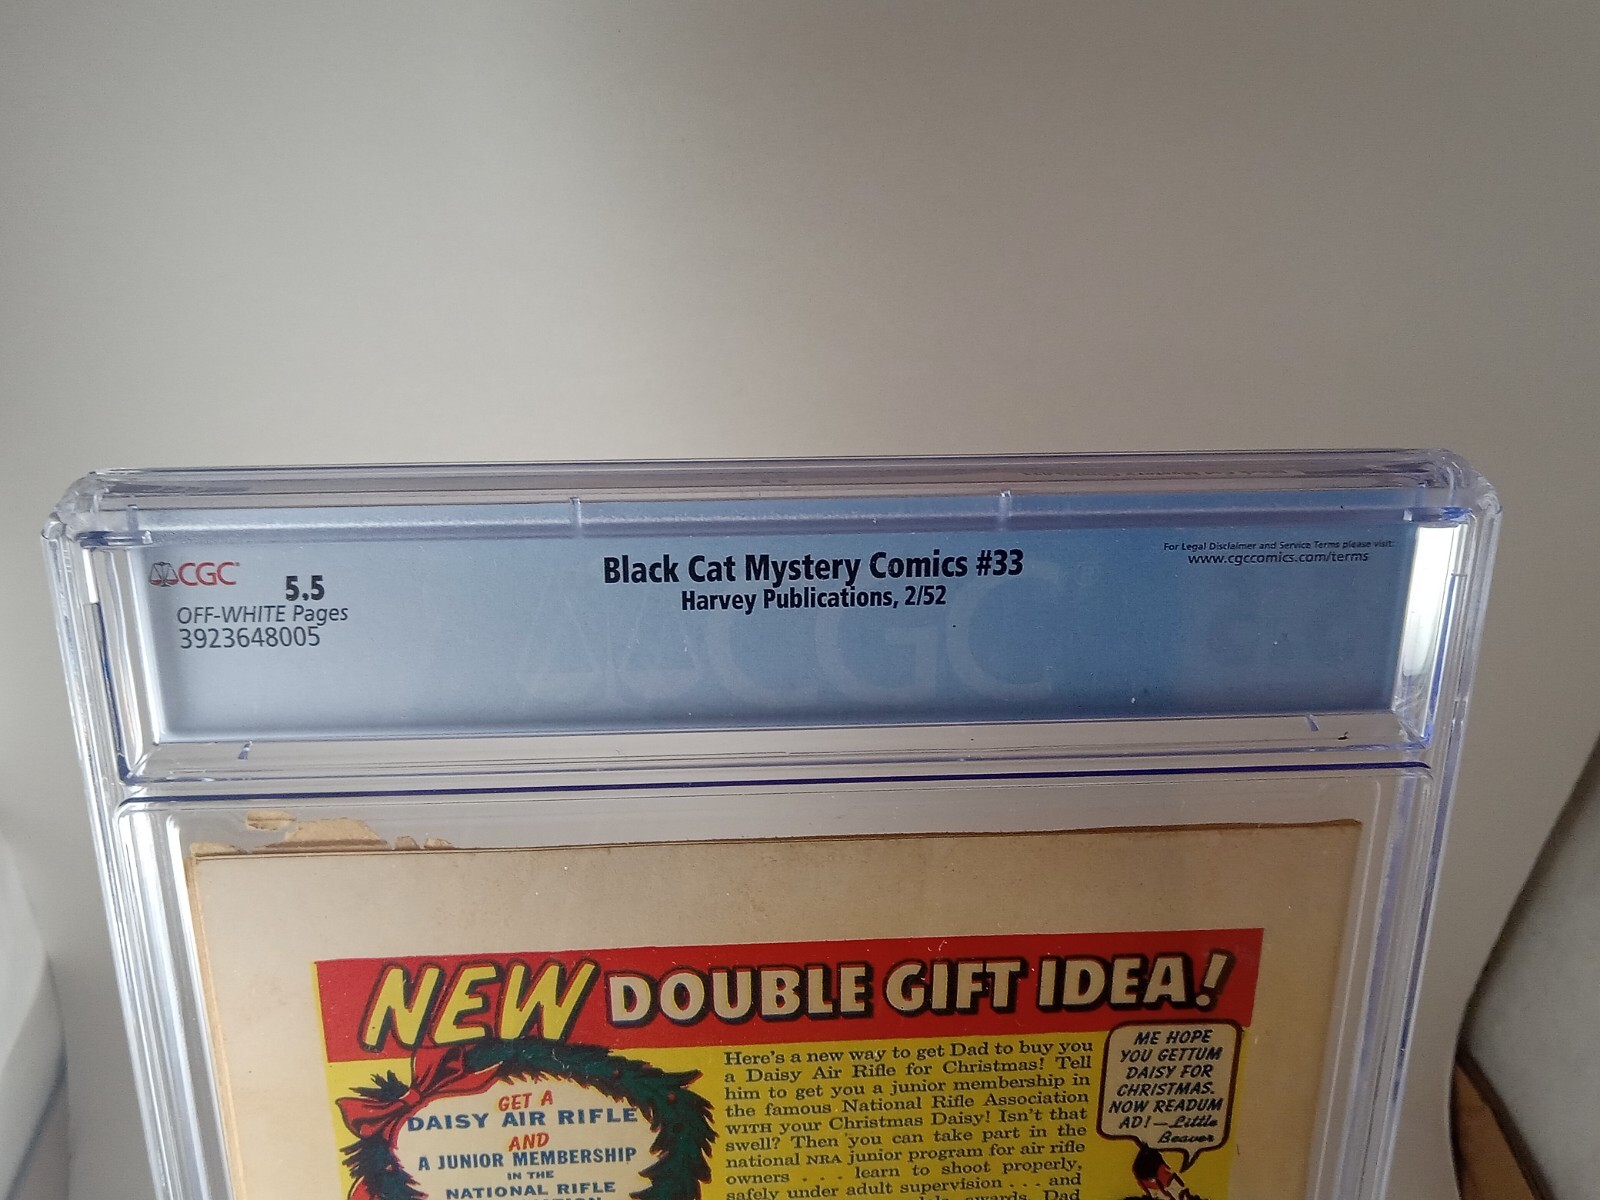 CGC
5.5
OFF-WHITE Pages
3923648005
Black Cat Mystery Comics #33
Harvey Publications, 2/52
For Legal Disclaimer and Service Terms please visit:
www.cgccomics.com/terms
CGC
NEW DOUBLE GIFT IDEA!
GET A
DAISY AIR RIFLE
AND
A JUNIOR MEMBERSHIP
IN THE
NATIONAL RIFLE
Here's a new way to get Dad to buy you
a Daisy Air Rifle for Christmas! Tell
him to get you a junior membership in
the famous National Rifle Association
WITH your Christmas Daisy! Isn't that
swell? Then you can take part in the
national NRA junior program for air rifle
owners . . . learn to shoot properly,
safely under adult supervision . . . and
awards. Dad
ME HOPE
YOU GETTUM
DAISY FOR
CHRISTMAS.
NOW READUM
AD!—Little
Beaver